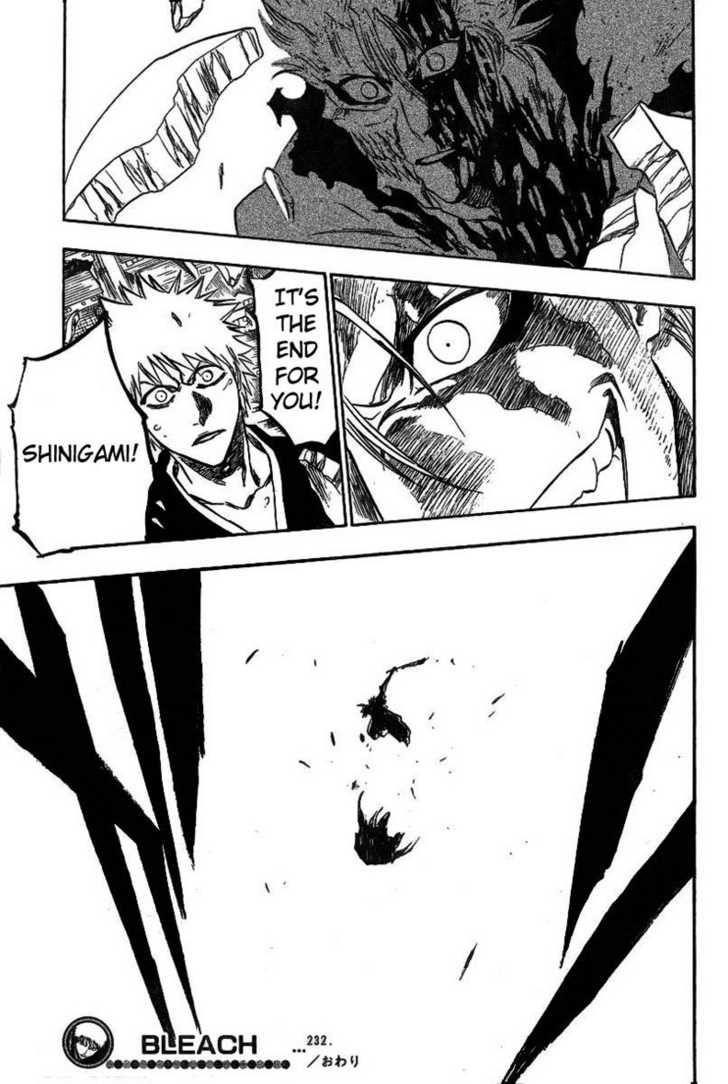 IT'S
THE
END
FOR
YOU!
SHINIGAMI!
BLEACH ... 232.
/おわり